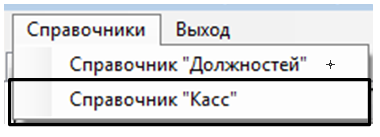 Справочники Выход
Справочник "Должностей"
Справочник "Касс"